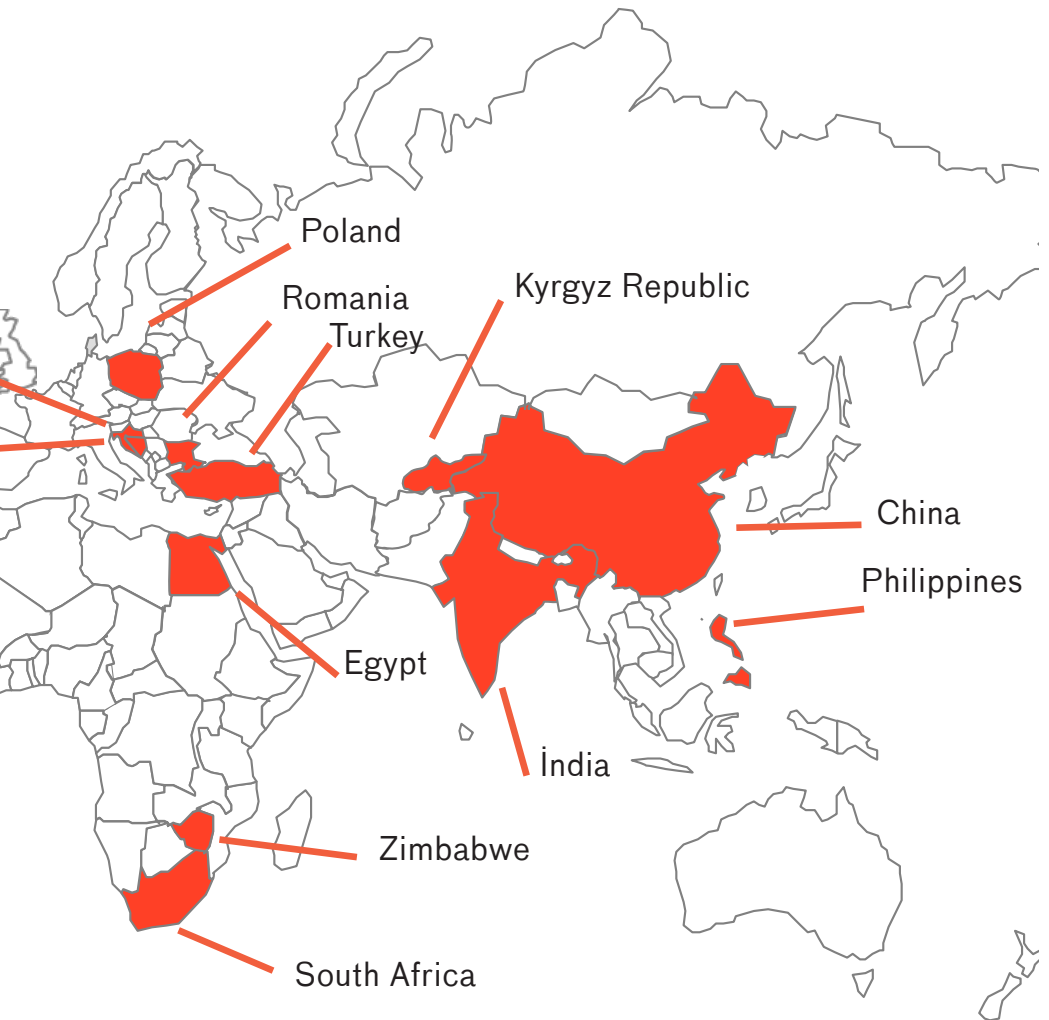 Poland
Kyrgyz Republic
Romania
Turkey
China
Philippines
Egypt
İndia
Zimbabwe
South Africa